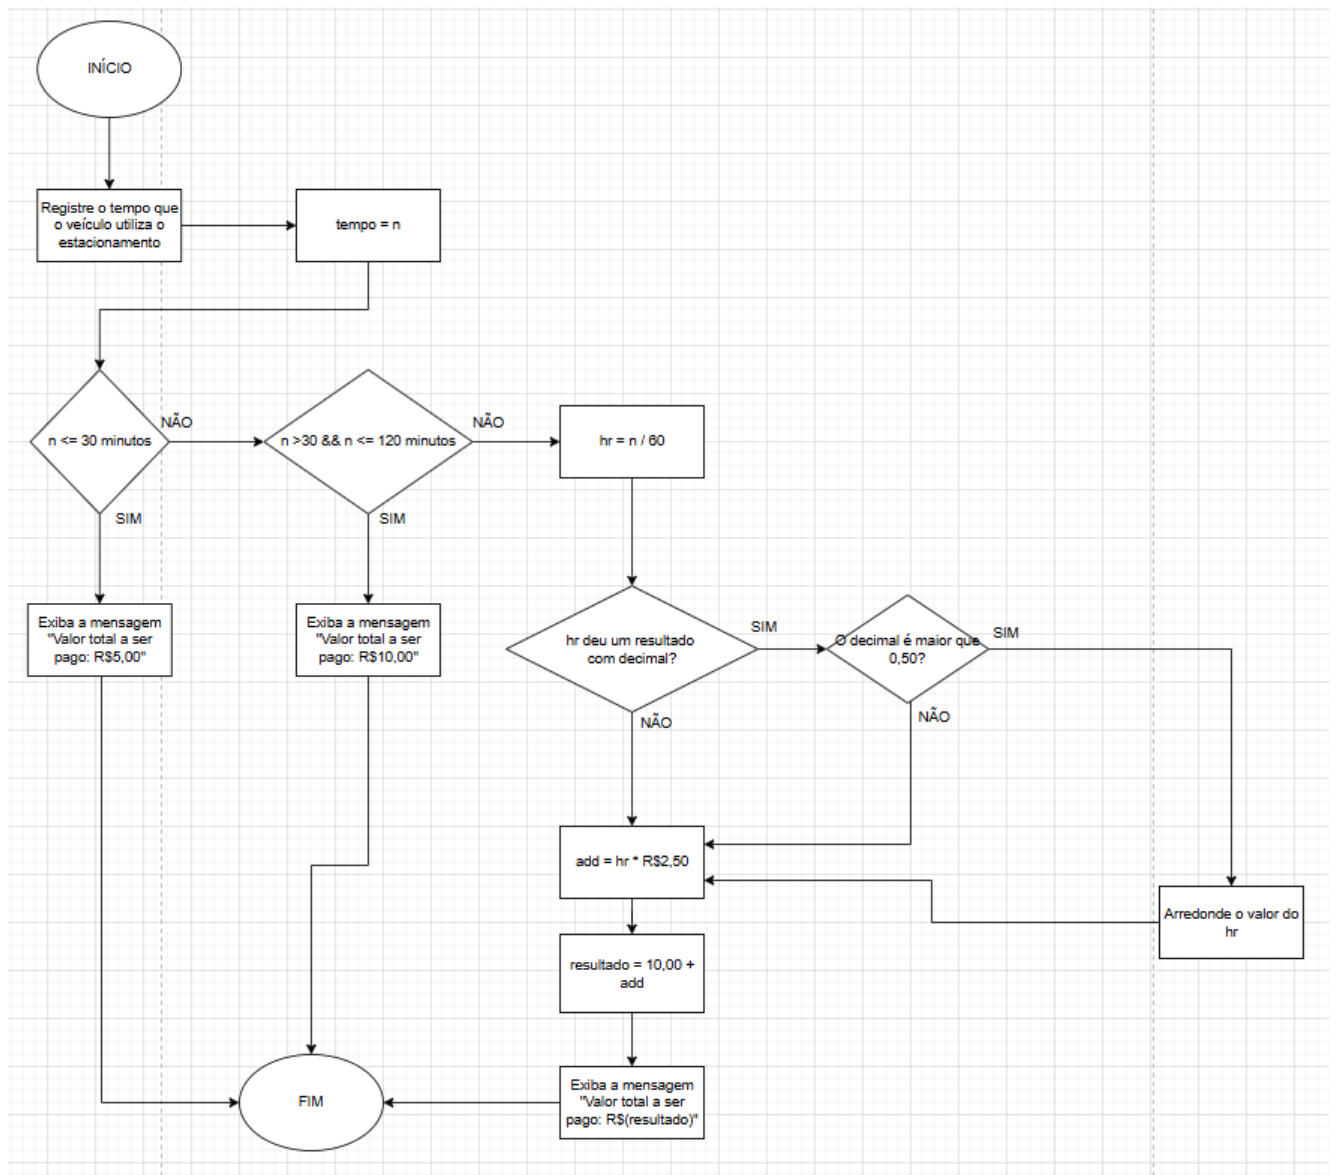 INÍCIO
Registre o tempo que
o veículo utiliza o
estacionamento
tempo = n
n <= 30 minutos
NÃO
n >30 && n <= 120 minutos
NÃO
hr = n / 60
SIM
SIM
Exiba a mensagem
"Valor total a ser
pago: R$5,00"
Exiba a mensagem
"Valor total a ser
pago: R$10,00"
hr deu um resultado
com decimal?
SIM
O decimal é maior que
0,50?
SIM
NÃO
NÃO
add = hr * R$2,50
Arredonde o valor do
hr
resultado = 10,00 +
add
Exiba a mensagem
"Valor total a ser
pago: R$(resultado)"
FIM